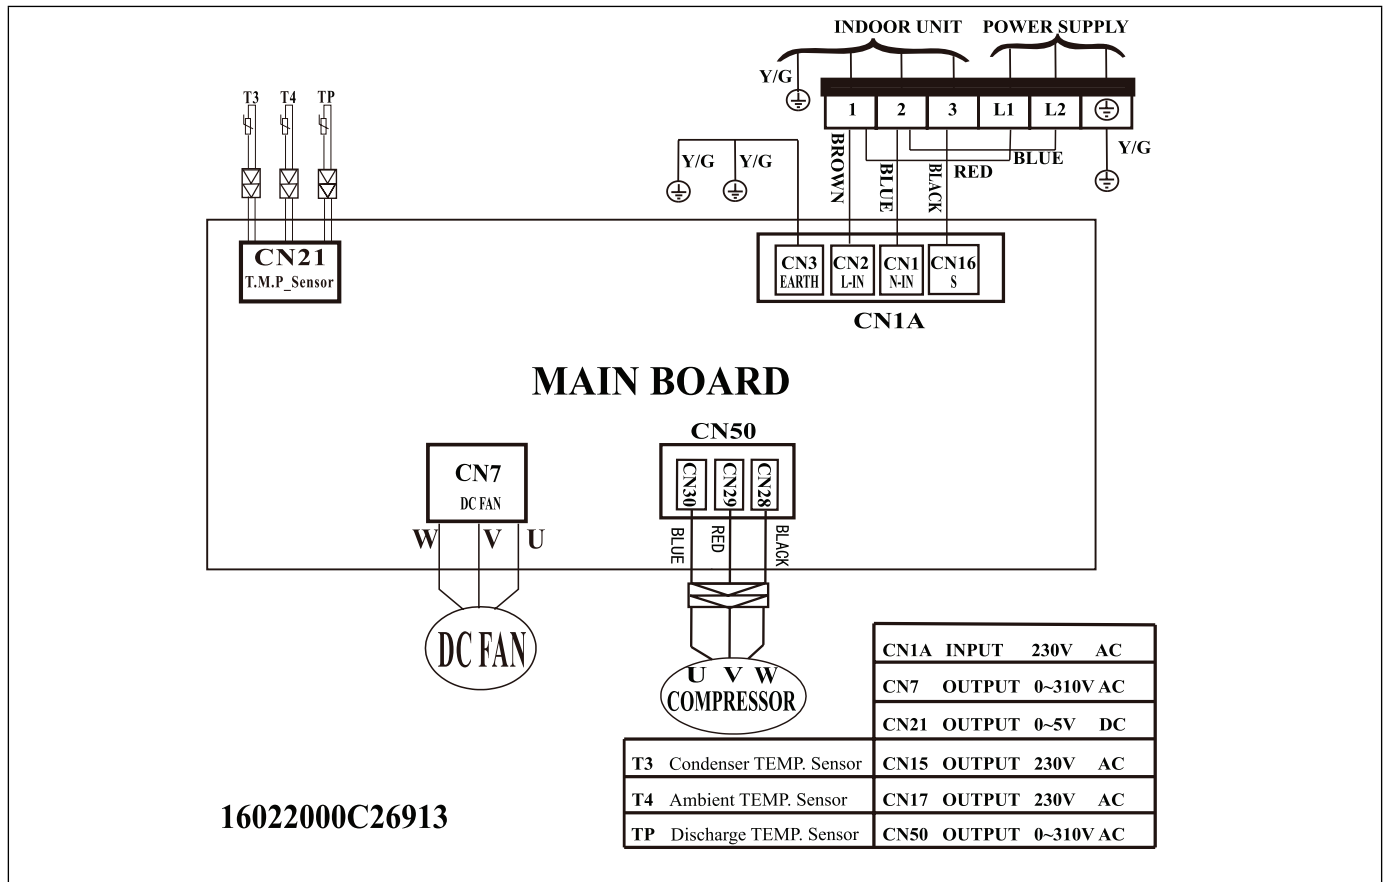 INDOOR UNIT POWER SUPPLY
Y/G
1 2 3 L1 L2
T3 T4 TP
Y/G Y/G
BROWN
BLUE
BLACK
RED
BLUE
Y/G
CN21
T.M.P_Sensor
CN3
EARTH
CN2
L-IN
CN1
N-IN
CN16
S
CN1A
MAIN BOARD
CN50
CN30
CN29
CN28
BLUE
RED
BLACK
CN7
DC FAN
W V U
DC FAN
U V W
COMPRESSOR
CN1A INPUT 230V AC
CN7 OUTPUT 0~310V AC
CN21 OUTPUT 0~5V DC
T3 Condenser TEMP. Sensor CN15 OUTPUT 230V AC
T4 Ambient TEMP. Sensor CN17 OUTPUT 230V AC
TP Discharge TEMP. Sensor CN50 OUTPUT 0~310V AC
16022000C26913